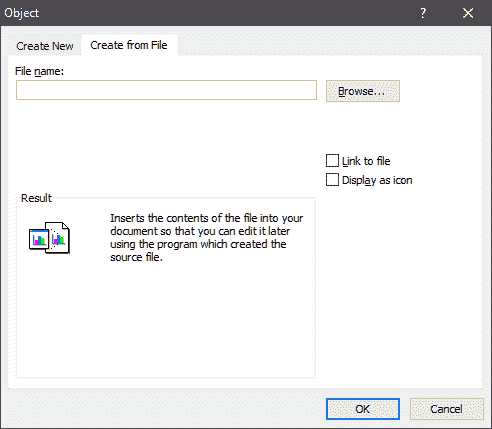 Object
?
Create New
Create from File
File name:
Browse...
Link to file
Display as icon
Result
Inserts the contents of the file into your
document so that you can edit it later
using the program which created the
source file.
OK
Cancel